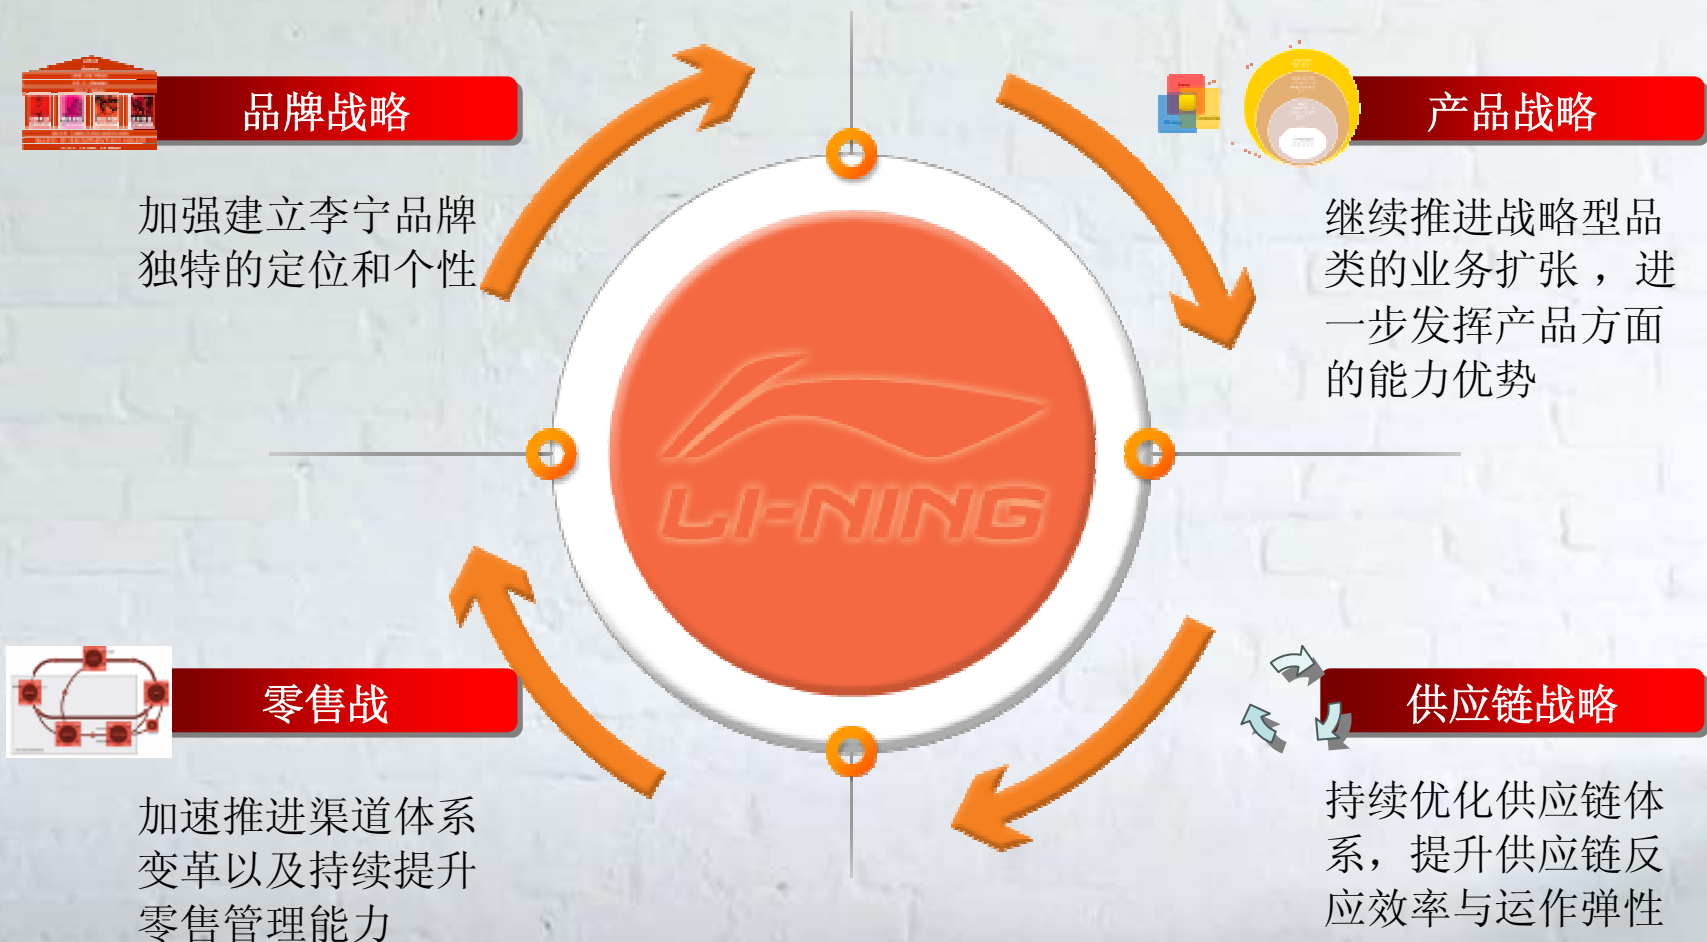 品牌战略
加强建立李宁品牌
独特的定位和个性
产品战略
继续推进战略型品
类的业务扩张，进
一步发挥产品方面
的能力优势
LI-NING
零售战
加速推进渠道体系
变革以及持续提升
零售管理能力
供应链战略
持续优化供应链体
系，提升供应链反
应效率与运作弹性